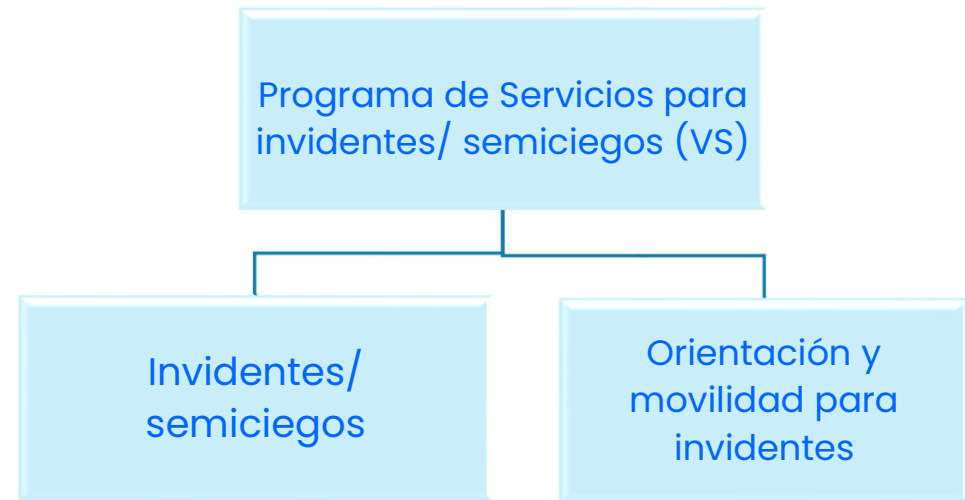 Programa de Servicios para
invidentes/ semiciegos (VS)
Invidentes/
semiciegos
Orientación y
movilidad para
invidentes